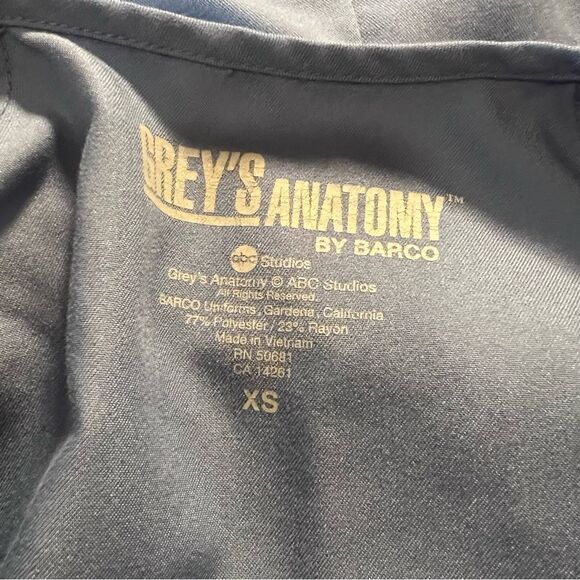 GREY'S ANATOMY™
BY BARCO
abc Studios
Grey's Anatomy © ABC Studios
All Rights Reserved.
BARCO Uniforms, Gardena, California
77% Polyester / 23% Rayon
Made in Vietnam
RN 50681
CA 14261
XS